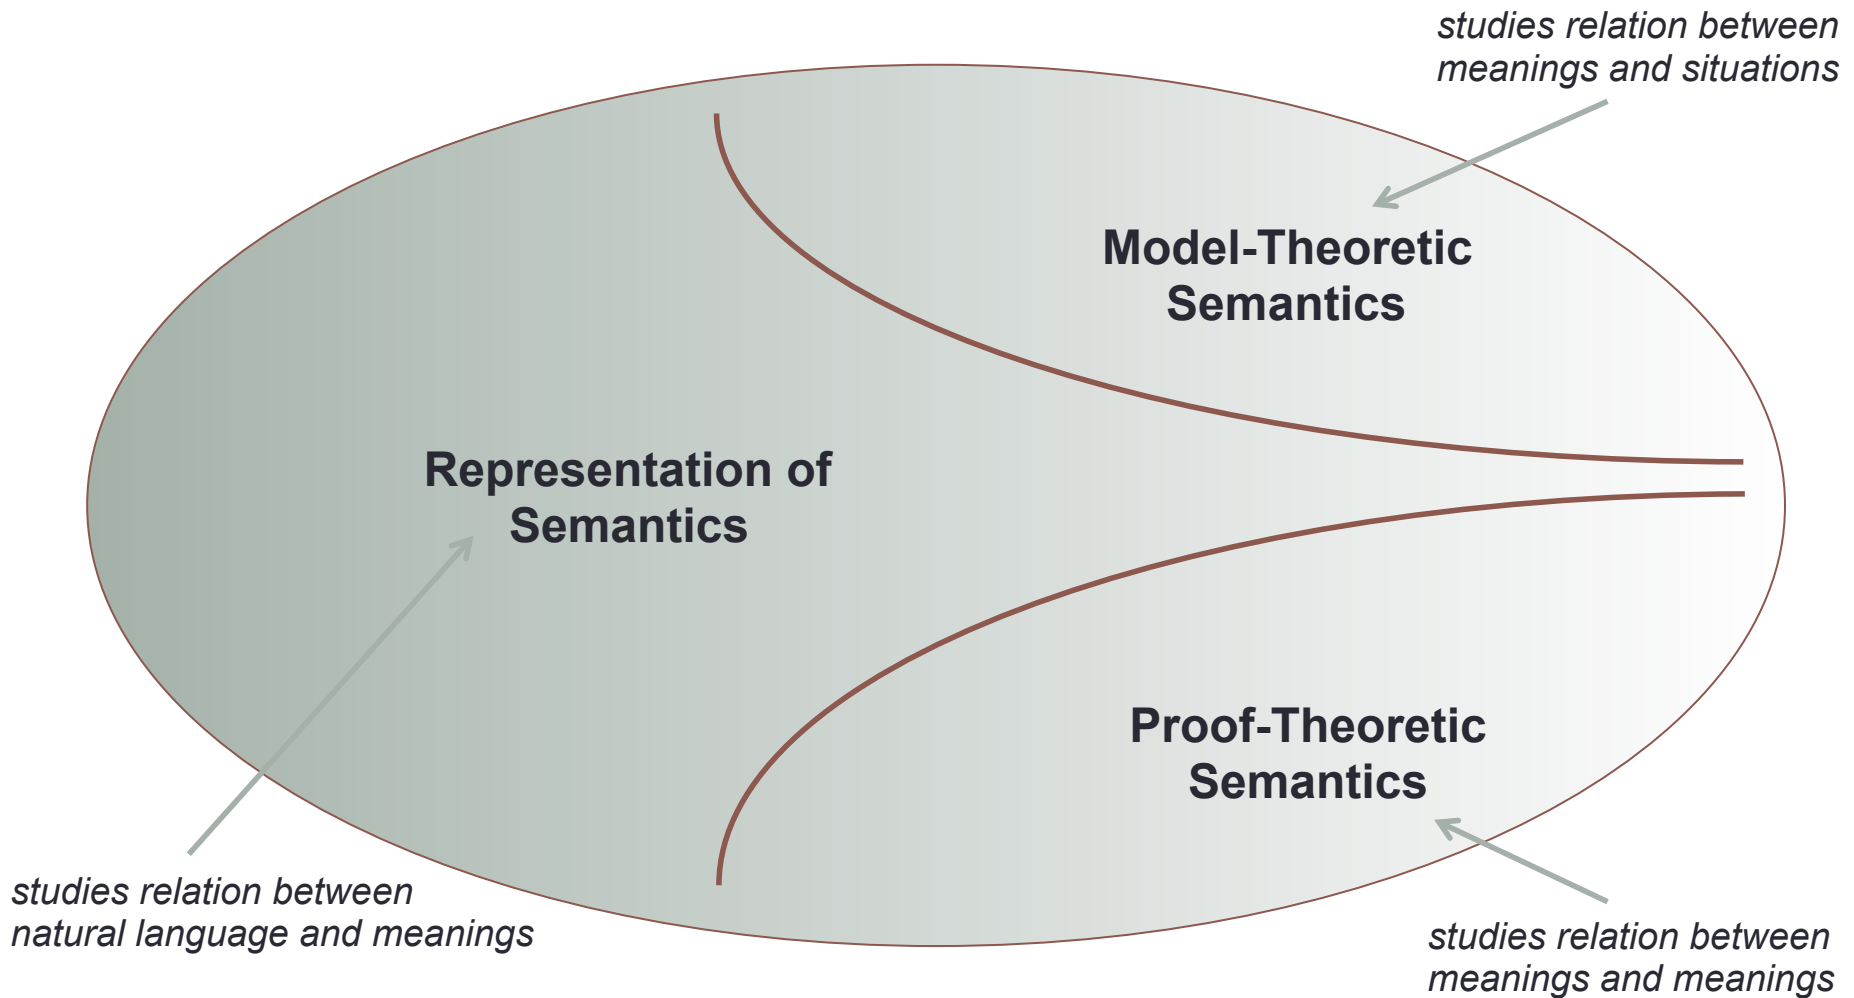 studies relation between
meanings and situations
Model-Theoretic
Semantics
Representation of
Semantics
Proof-Theoretic
Semantics
studies relation between
natural language and meanings
studies relation between
meanings and meanings